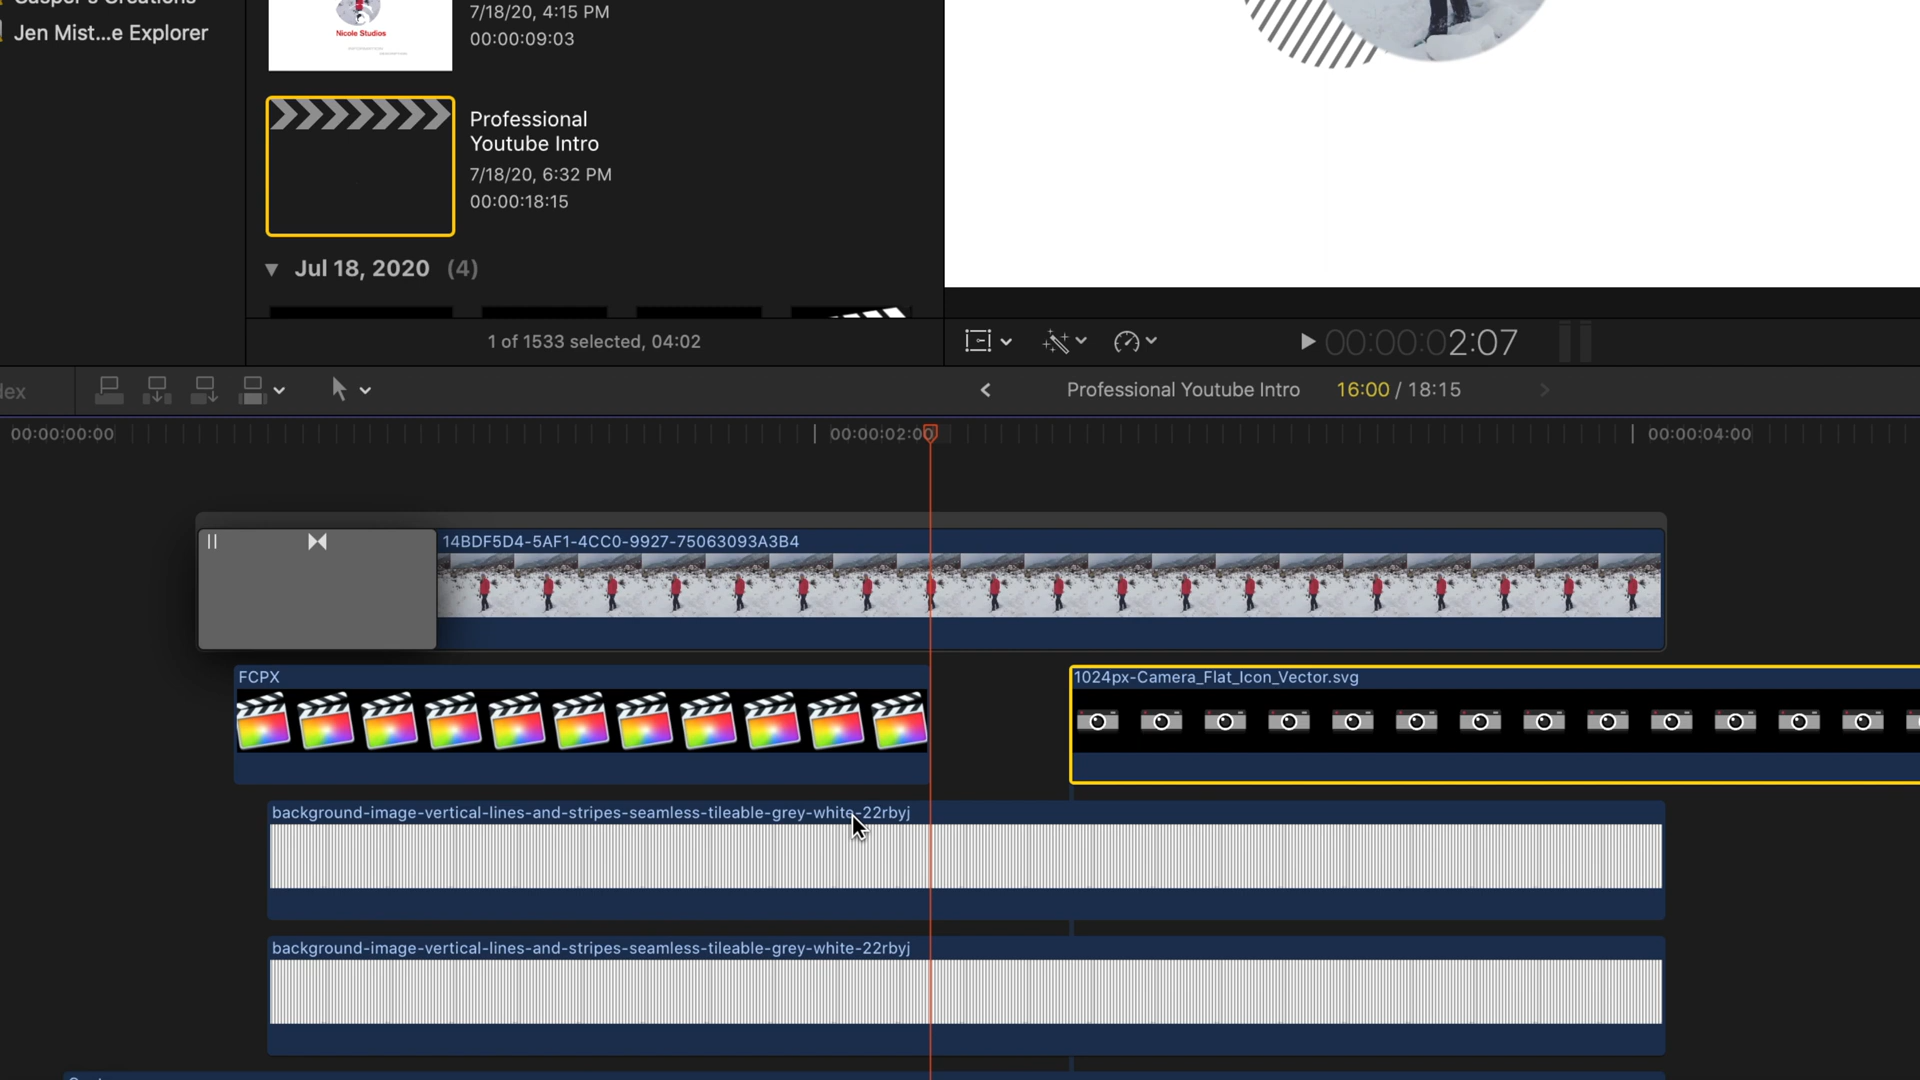 Jen Mist...e Explorer
Nicole Studios
7/18/20, 4:15 PM
00:00:09:03
Professional
Youtube Intro
7/18/20, 6:32 PM
00:00:18:15
Jul 18, 2020 (4)
1 of 1533 selected, 04:02
00:00:02:07
dex
Professional Youtube Intro 16:00 / 18:15
00:00:00:00
00:00:02:00
00:00:04:00
14BDF5D4-5AF1-4CC0-9927-75063093A3B4
FCPX
1024px-Camera_Flat_Icon_Vector.svg
background-image-vertical-lines-and-stripes-seamless-tileable-grey-white-22rbyj
background-image-vertical-lines-and-stripes-seamless-tileable-grey-white-22rbyj